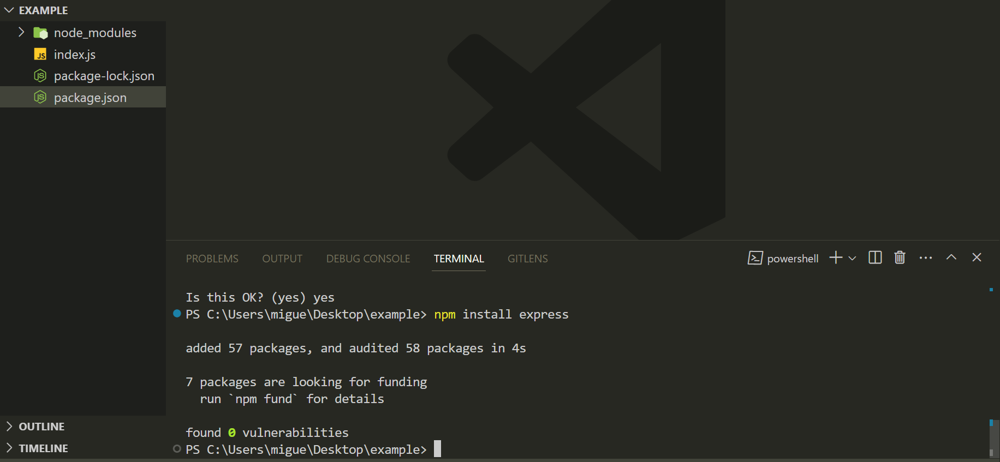 EXAMPLE
node_modules
JS index.js
JS package-lock.json
JS package.json
OUTLINE
TIMELINE
PROBLEMS OUTPUT DEBUG CONSOLE TERMINAL GITLENS powershell
Is this OK? (yes) yes
PS C:\Users\migue\Desktop\example> npm install express
added 57 packages, and audited 58 packages in 4s
7 packages are looking for funding
run `npm fund` for details
found 0 vulnerabilities
PS C:\Users\migue\Desktop\example>